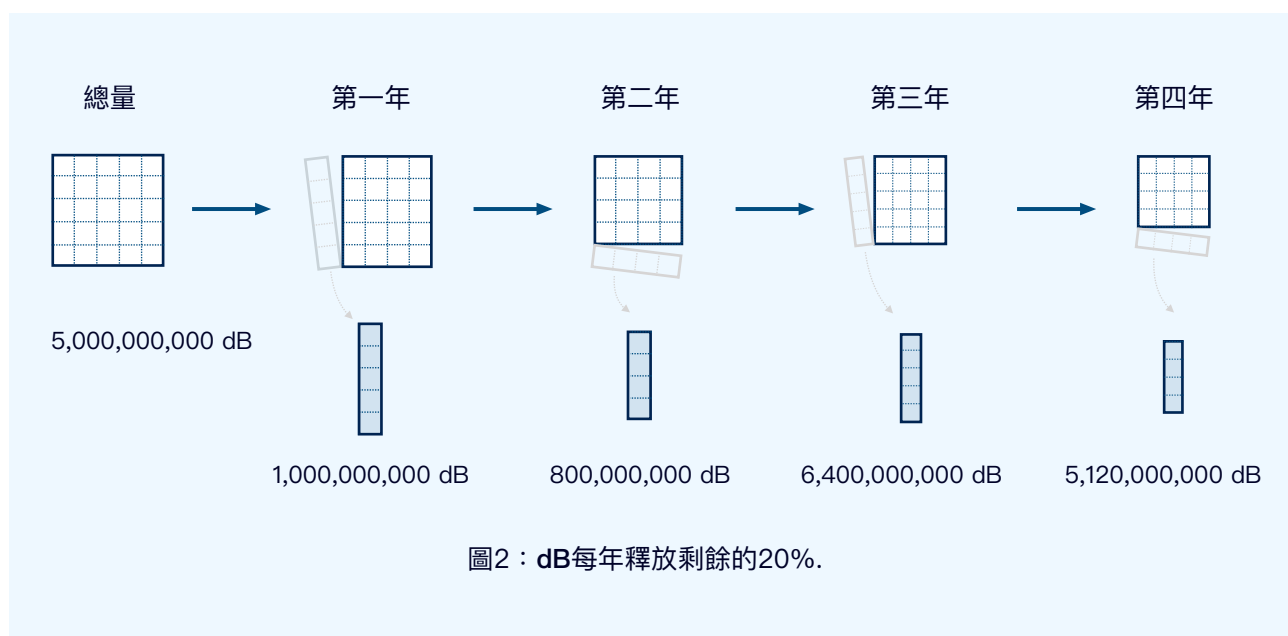 總量
第一年
第二年
第三年
第四年
5,000,000,000 dB
1,000,000,000 dB
800,000,000 dB
6,400,000,000 dB
5,120,000,000 dB
圖2：dB每年釋放剩餘的20%.